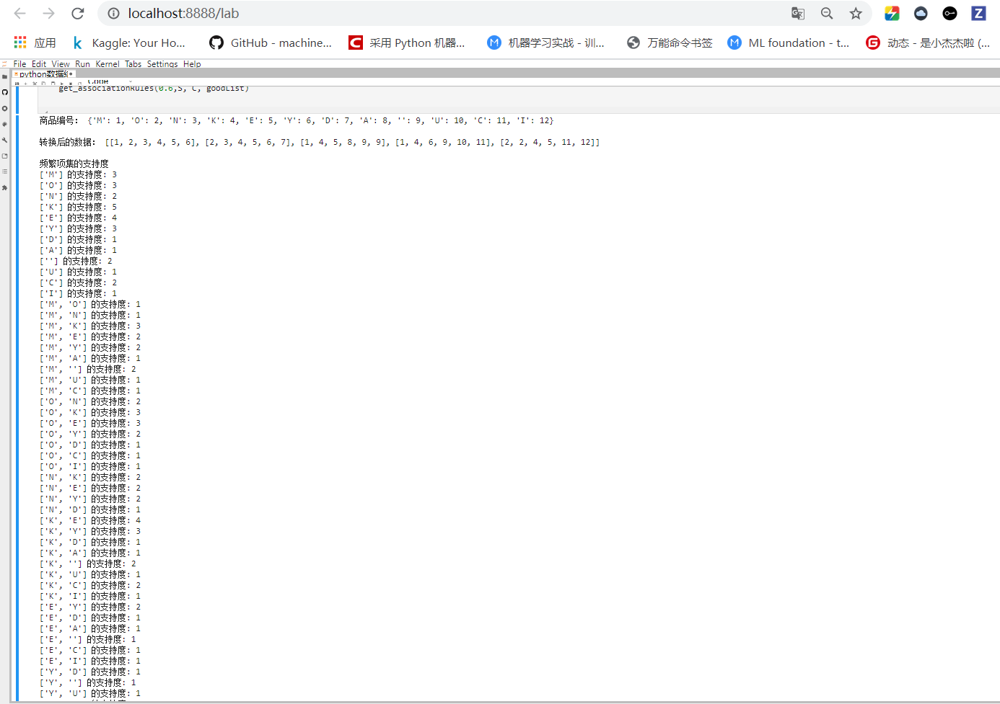 localhost:8888/lab
应用
Kaggle: Your Ho...
GitHub - machine...
采用 Python 机器...
机器学习实战 - 训...
万能命令书签
ML foundation - t...
动态 - 是小杰杰啦 (...
File Edit View Run Kernel Tabs Settings Help
python数据
Code
get_associationRules(0.6,S, C, goodList)
商品编号: {'M': 1, 'O': 2, 'N': 3, 'K': 4, 'E': 5, 'Y': 6, 'D': 7, 'A': 8, '': 9, 'U': 10, 'C': 11, 'I': 12}
转换后的数据: [[1, 2, 3, 4, 5, 6], [2, 3, 4, 5, 6, 7], [1, 4, 5, 8, 9, 9], [1, 4, 6, 9, 10, 11], [2, 2, 4, 5, 11, 12]]
频繁项集的支持度
['M'] 的支持度: 3
['O'] 的支持度: 3
['N'] 的支持度: 2
['K'] 的支持度: 5
['E'] 的支持度: 4
['Y'] 的支持度: 3
['D'] 的支持度: 1
['A'] 的支持度: 1
[''] 的支持度: 2
['U'] 的支持度: 1
['C'] 的支持度: 2
['I'] 的支持度: 1
['M', 'O'] 的支持度: 1
['M', 'N'] 的支持度: 1
['M', 'K'] 的支持度: 3
['M', 'E'] 的支持度: 2
['M', 'Y'] 的支持度: 2
['M', 'A'] 的支持度: 1
['M', ''] 的支持度: 2
['M', 'U'] 的支持度: 1
['M', 'C'] 的支持度: 1
['O', 'N'] 的支持度: 2
['O', 'K'] 的支持度: 3
['O', 'E'] 的支持度: 3
['O', 'Y'] 的支持度: 2
['O', 'D'] 的支持度: 1
['O', 'C'] 的支持度: 1
['O', 'I'] 的支持度: 1
['N', 'K'] 的支持度: 2
['N', 'E'] 的支持度: 2
['N', 'Y'] 的支持度: 2
['N', 'D'] 的支持度: 1
['K', 'E'] 的支持度: 4
['K', 'Y'] 的支持度: 3
['K', 'D'] 的支持度: 1
['K', 'A'] 的支持度: 1
['K', ''] 的支持度: 2
['K', 'U'] 的支持度: 1
['K', 'C'] 的支持度: 2
['K', 'I'] 的支持度: 1
['E', 'Y'] 的支持度: 2
['E', 'D'] 的支持度: 1
['E', 'A'] 的支持度: 1
['E', ''] 的支持度: 1
['E', 'C'] 的支持度: 1
['E', 'I'] 的支持度: 1
['Y', 'D'] 的支持度: 1
['Y', ''] 的支持度: 1
['Y', 'U'] 的支持度: 1